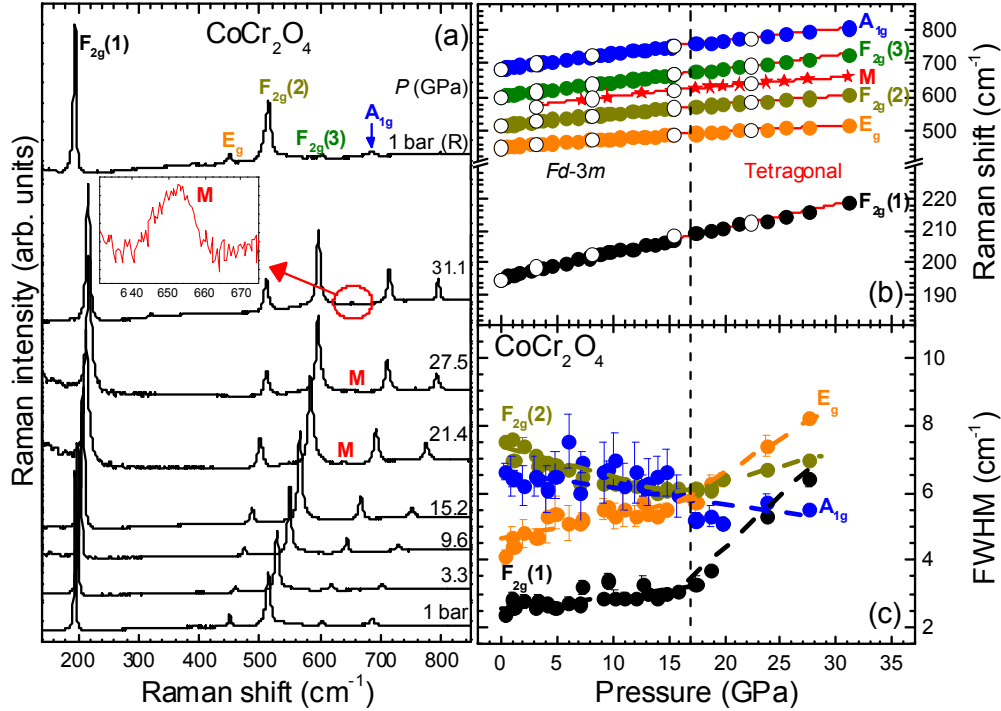 CoCr2O4
(a)
F2g(1)
P (GPa)
F2g(2)
A1g
Eg
F2g(3)
1 bar (R)
M
640 650 660 670
31.1
27.5
M
21.4
M
15.2
9.6
3.3
1 bar
Raman intensity (arb. units)
200 300 400 500 600 700 800
Raman shift (cm-1)
A1g
F2g(3)
M
F2g(2)
Eg
Fd-3m
Tetragonal
F2g(1)
(b)
800
700
600
500
220
210
200
190
Raman shift (cm-1)
CoCr2O4
F2g(2)
Eg
A1g
F2g(1)
(c)
10
8
6
4
2
FWHM (cm-1)
0 5 10 15 20 25 30 35
Pressure (GPa)